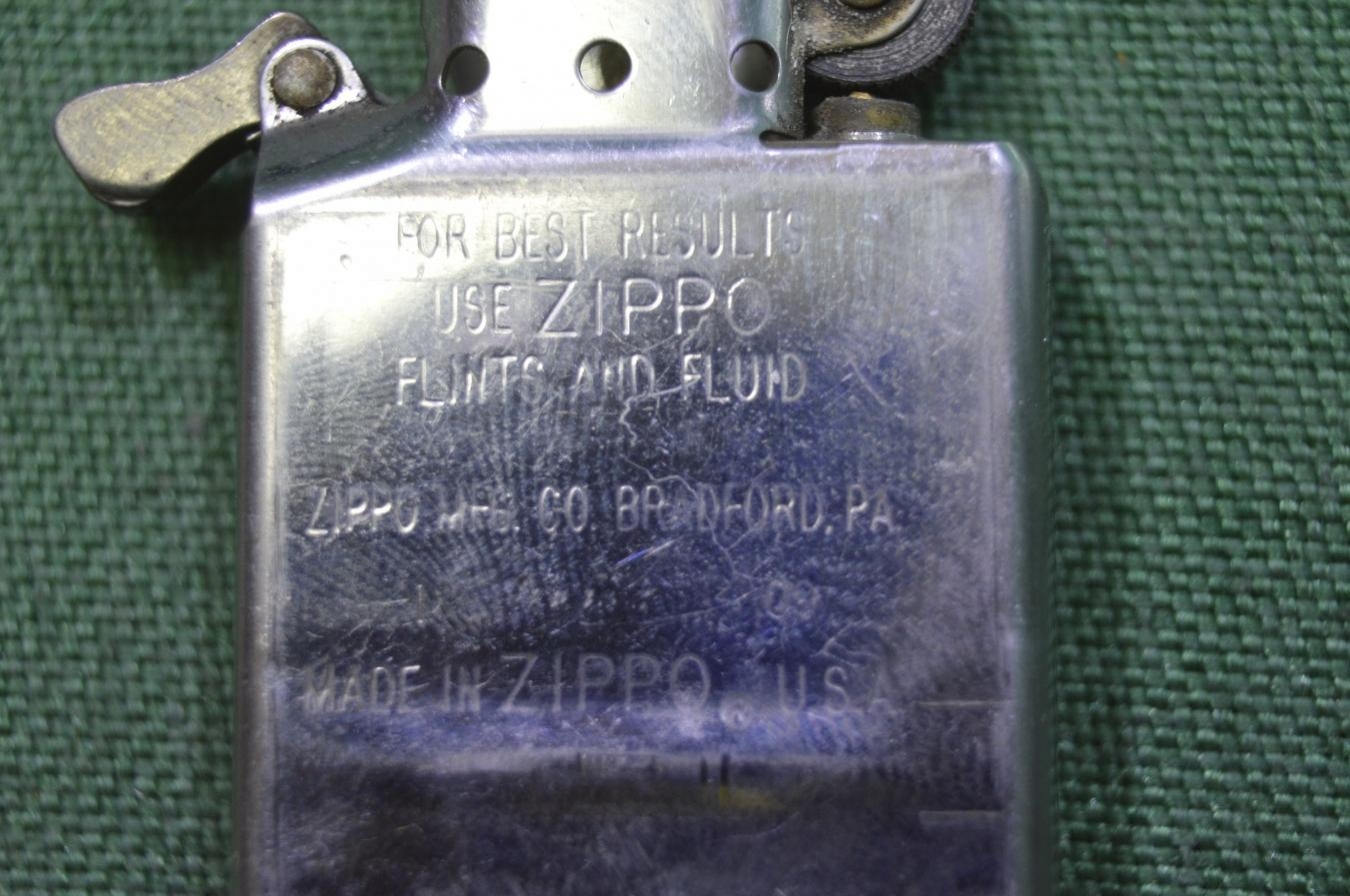 FOR BEST RESULTS
USE ZIPPO
FLINTS AND FLUID
ZIPPO MFG. CO. BRADFORD, PA.
MADE IN ZIPPO ® U.S.A.